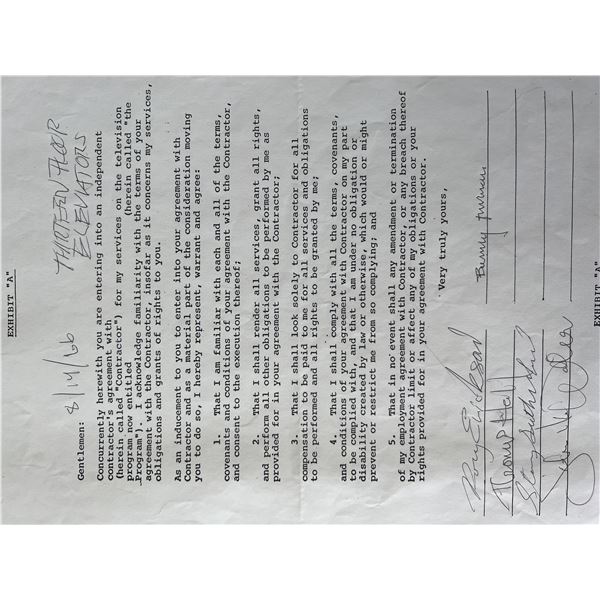 EXHIBIT "A"
THIRTEEN FLOOR
ELEVATORS
8/14/66
Gentlemen:
Concurrently herewith you are entering into an independent
contractor's agreement with
(herein called "Contractor") for my services on the television
program now entitled (herein called "the
Program"). I acknowledge familiarity with the terms of your
agreement with the Contractor, insofar as it concerns my services,
obligations and grants of rights to you.
As an inducement to you to enter into your agreement with
Contractor and as a material part of the consideration moving
you to do so, I hereby represent, warrant and agree:
1. That I am familiar with each and all of the terms,
covenants and conditions of your agreement with the Contractor,
and consent to the execution thereof;
2. That I shall render all services, grant all rights,
and perform all other obligations to be performed by me as
provided for in your agreement with the Contractor;
3. That I shall look solely to Contractor for all
compensation to be paid to me for all services and obligations
to be performed and all rights to be granted by me;
4. That I shall comply with all the terms, covenants,
and conditions of your agreement with Contractor on my part
to be complied with, and that I am under no obligation or
disability created by law or otherwise, which would or might
prevent or restrict me from so complying; and
5. That in no event shall any amendment or termination
of my employment agreement with Contractor, or any breach thereof
by Contractor limit or affect any of my obligations or your
rights provided for in your agreement with Contractor.
Very truly yours,
Roy Erickson
Tommy Hall
Stacy Sutherland
John
Bunny
EXHIBIT "A"